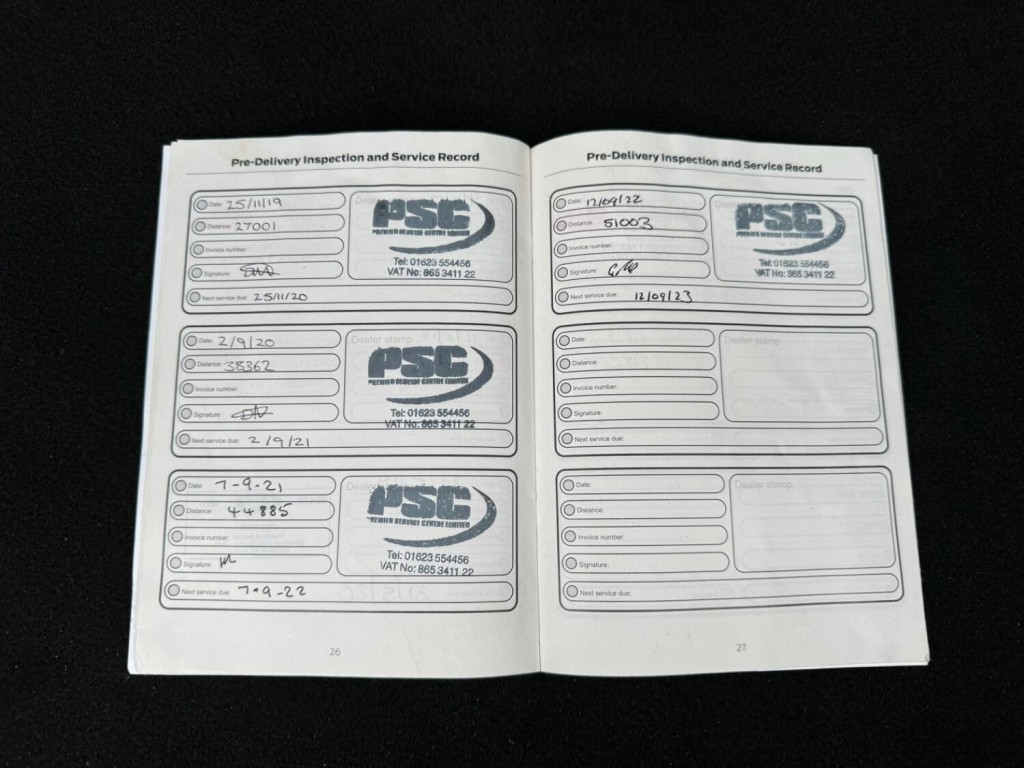 Pre-Delivery Inspection and Service Record
Date: 25/11/19
Distance: 27001
Invoice number:
Signature:
Next service due: 25/11/20
PSC
PREMIER SERVICE CENTRE LIMITED
Tel: 01623 554456
VAT No: 865 3411 22
Date: 2/9/20
Distance: 38362
Invoice number:
Signature:
Next service due: 2/9/21
Dealer stamp
PSC
PREMIER SERVICE CENTRE LIMITED
Tel: 01623 554456
VAT No: 865 3411 22
Date: 7-9-21
Distance: 44885
Invoice number:
Signature:
Next service due: 7-9-22
PSC
PREMIER SERVICE CENTRE LIMITED
Tel: 01623 554456
VAT No: 865 3411 22
26
Pre-Delivery Inspection and Service Record
Date: 12/09/22
Distance: 51003
Invoice number:
Signature:
Next service due: 12/09/23
PSC
PREMIER SERVICE CENTRE LIMITED
Tel: 01623 554456
VAT No: 865 3411 22
Date:
Distance:
Invoice number:
Signature:
Next service due:
Dealer stamp
Date:
Distance:
Invoice number:
Signature:
Next service due:
Dealer stamp
27